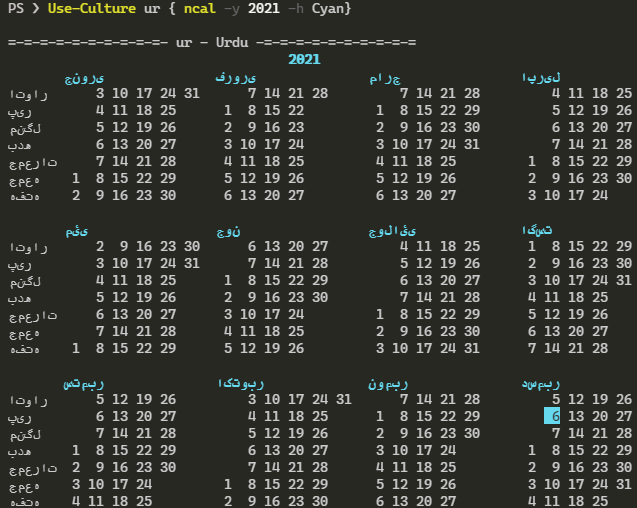 PS ❯ Use-Culture ur { ncal -y 2021 -h Cyan}
=-=-=-=-=-=-=-=-=-=- ur - Urdu -=-=-=-=-=-=-=-=-=-=
2021
جنوری فروری مارچ اپریل
اتوار 3 10 17 24 31 7 14 21 28 7 14 21 28 4 11 18 25
پیر 4 11 18 25 1 8 15 22 1 8 15 22 29 5 12 19 26
منگل 5 12 19 26 2 9 16 23 2 9 16 23 30 6 13 20 27
بدھ 6 13 20 27 3 10 17 24 3 10 17 24 31 7 14 21 28
جمعرات 7 14 21 28 4 11 18 25 4 11 18 25 1 8 15 22 29
جمعہ 1 8 15 22 29 5 12 19 26 5 12 19 26 2 9 16 23 30
ہفتہ 2 9 16 23 30 6 13 20 27 6 13 20 27 3 10 17 24
مئی جون جولائی اگست
اتوار 2 9 16 23 30 6 13 20 27 4 11 18 25 1 8 15 22 29
پیر 3 10 17 24 31 7 14 21 28 5 12 19 26 2 9 16 23 30
منگل 4 11 18 25 1 8 15 22 29 6 13 20 27 3 10 17 24 31
بدھ 5 12 19 26 2 9 16 23 30 7 14 21 28 4 11 18 25
جمعرات 6 13 20 27 3 10 17 24 1 8 15 22 29 5 12 19 26
جمعہ 7 14 21 28 4 11 18 25 2 9 16 23 30 6 13 20 27
ہفتہ 1 8 15 22 29 5 12 19 26 3 10 17 24 31 7 14 21 28
ستمبر اکتوبر نومبر دسمبر
اتوار 5 12 19 26 3 10 17 24 31 7 14 21 28 5 12 19 26
پیر 6 13 20 27 4 11 18 25 1 8 15 22 29 6 13 20 27
منگل 7 14 21 28 5 12 19 26 2 9 16 23 30 7 14 21 28
بدھ 1 8 15 22 29 6 13 20 27 3 10 17 24 1 8 15 22 29
جمعرات 2 9 16 23 30 7 14 21 28 4 11 18 25 2 9 16 23 30
جمعہ 3 10 17 24 1 8 15 22 29 5 12 19 26 3 10 17 24 31
ہفتہ 4 11 18 25 2 9 16 23 30 6 13 20 27 4 11 18 25